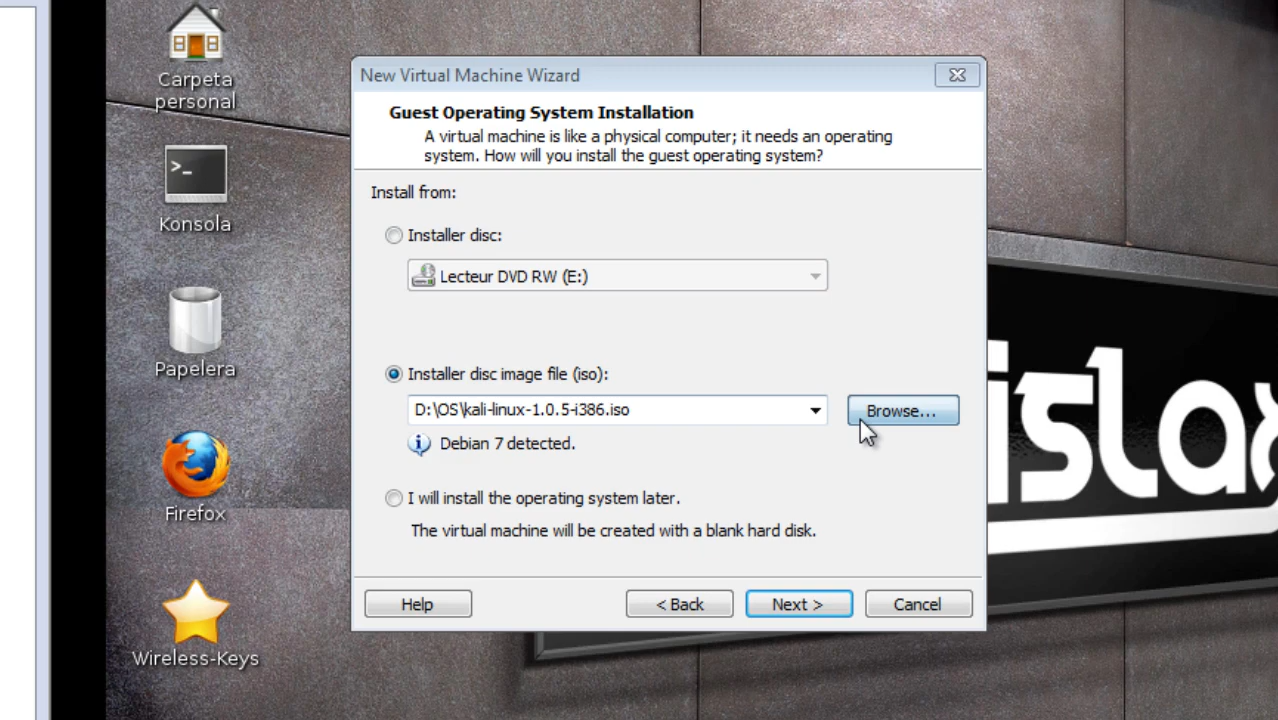 Carpeta
personal
Konsola
Papelera
Firefox
Wireless-Keys
New Virtual Machine Wizard
Guest Operating System Installation
A virtual machine is like a physical computer; it needs an operating
system. How will you install the guest operating system?
Install from:
Installer disc:
Lecteur DVD RW (E:)
Installer disc image file (iso):
D:\OS\kali-linux-1.0.5-i386.iso
Browse...
Debian 7 detected.
I will install the operating system later.
The virtual machine will be created with a blank hard disk.
Help
< Back
Next >
Cancel